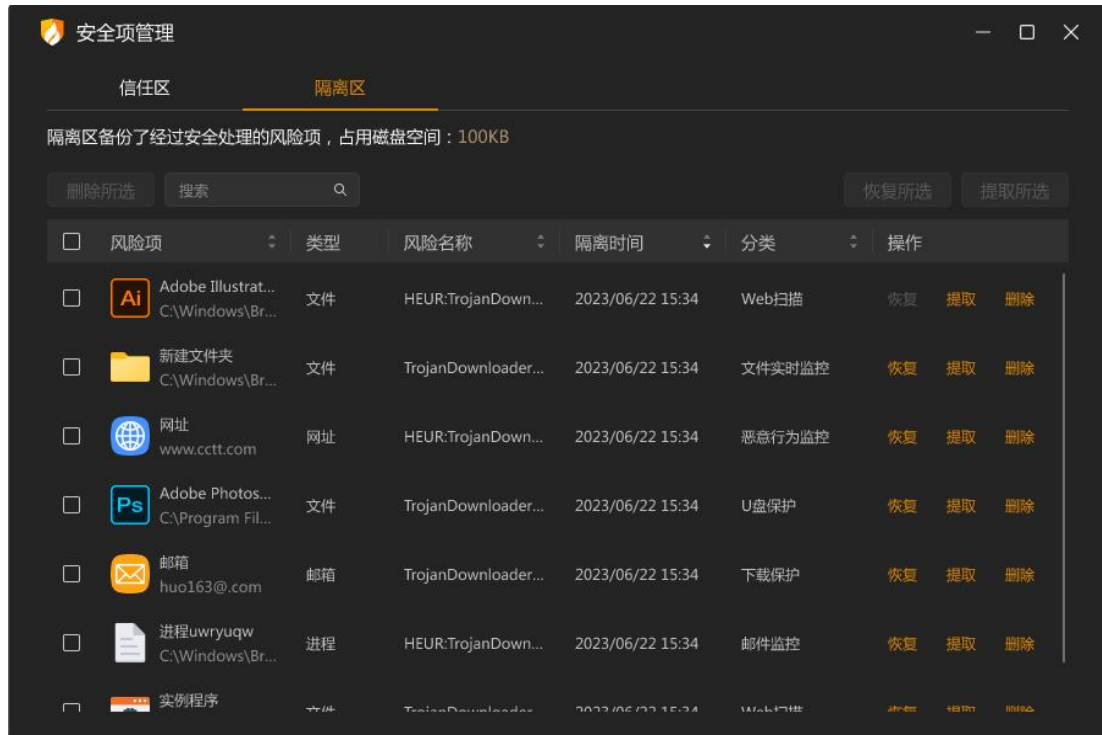 安全项管理
信任区 隔离区
隔离区备份了经过安全处理的风险项，占用磁盘空间：100KB
删除所选 搜索 恢复所选 提取所选
风险项 类型 风险名称 隔离时间 分类 操作
Ai Adobe Illustrat... 文件 HEUR:TrojanDown... 2023/06/22 15:34 Web扫描 恢复 提取 删除
C:\Windows\Br...
新建文件夹 文件 TrojanDownloader... 2023/06/22 15:34 文件实时监控 恢复 提取 删除
C:\Windows\Br...
网址 网址 HEUR:TrojanDown... 2023/06/22 15:34 恶意行为监控 恢复 提取 删除
www.cctt.com
Ps Adobe Photos... 文件 TrojanDownloader... 2023/06/22 15:34 U盘保护 恢复 提取 删除
C:\Program Fil...
邮箱 邮箱 TrojanDownloader... 2023/06/22 15:34 下载保护 恢复 提取 删除
huo163@.com
进程uwryuqw 进程 HEUR:TrojanDown... 2023/06/22 15:34 邮件监控 恢复 提取 删除
C:\Windows\Br...
实例程序